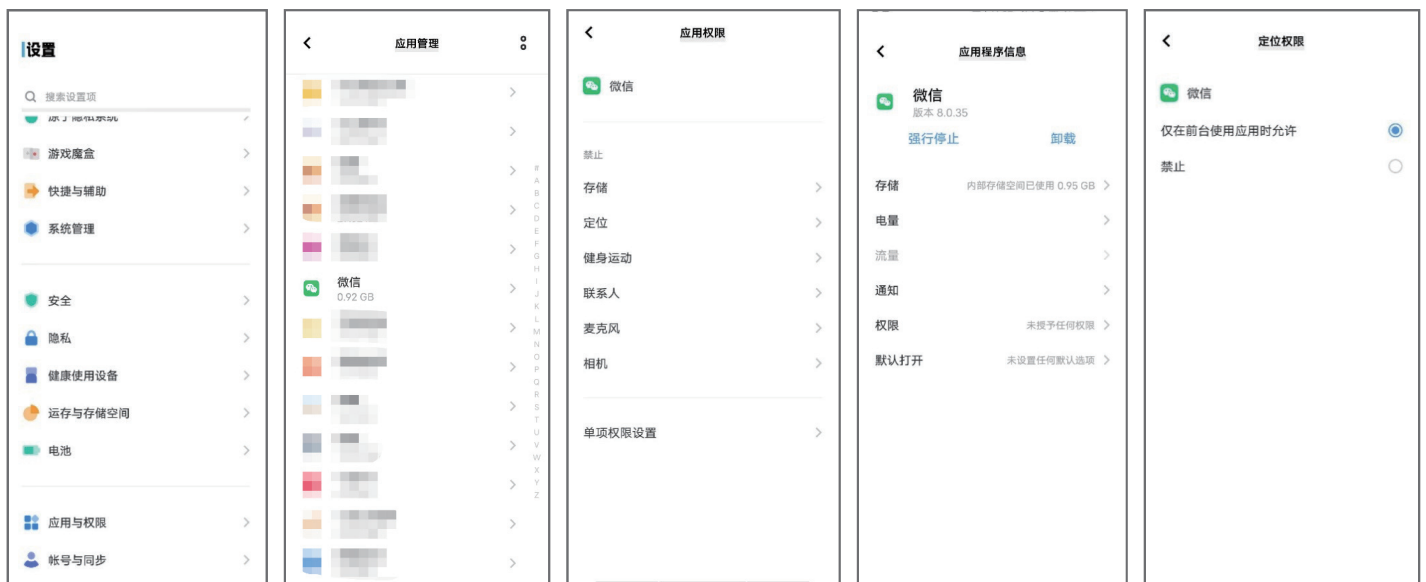 设置
搜索设置项
原子隐私系统
游戏魔盒
快捷与辅助
系统管理
安全
隐私
健康使用设备
运存与存储空间
电池
应用与权限
帐号与同步
应用管理
微信
0.92 GB
#
A
B
C
D
E
F
G
H
I
J
K
L
M
N
O
P
Q
R
S
T
U
V
W
X
Y
Z
应用权限
微信
禁止
存储
定位
健身运动
联系人
麦克风
相机
单项权限设置
应用程序信息
微信
版本 8.0.35
强行停止 卸载
存储 内部存储空间已使用 0.95 GB
电量
流量
通知
权限 未授予任何权限
默认打开 未设置任何默认选项
定位权限
微信
仅在前台使用应用时允许
禁止